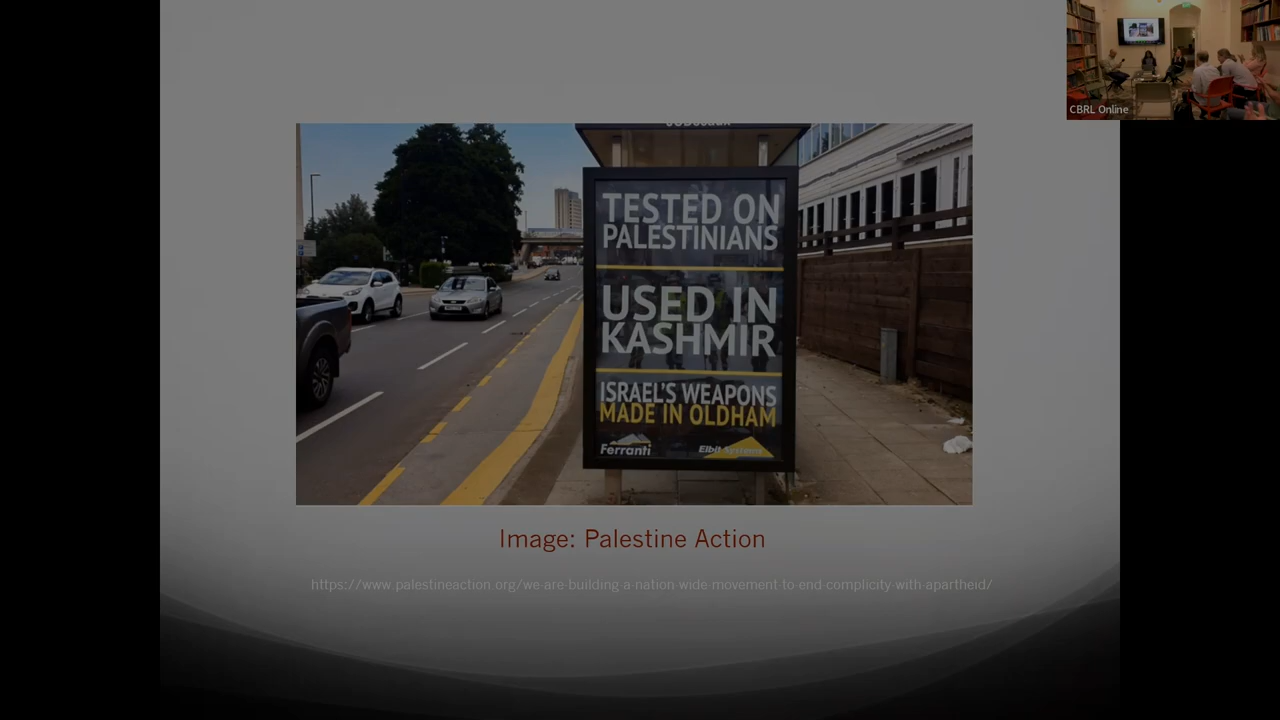 CBRL Online
TESTED ON
PALESTINIANS
USED IN
KASHMIR
ISRAEL'S WEAPONS
MADE IN OLDHAM
Ferranti
Elbit Systems
Image: Palestine Action
https://www.palestineaction.org/we-are-building-a-nation-wide-movement-to-end-complicity-with-apartheid/